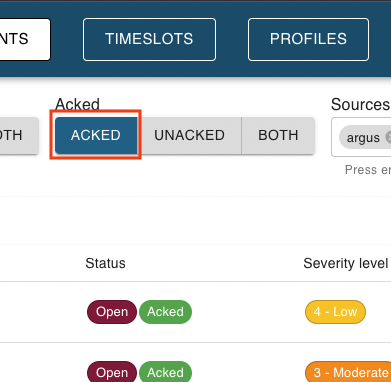 NTS TIMESLOTS PROFILES
Acked Sources
OTH ACKED UNACKED BOTH argus
Press en
Status Severity level
Open Acked 4 - Low
Open Acked 3 - Moderate